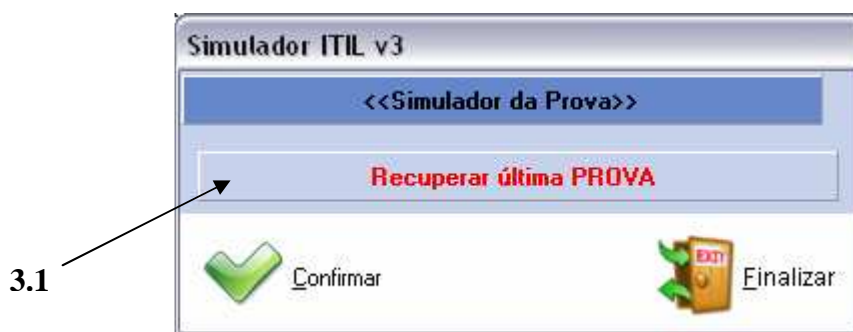 Simulador ITIL v3
<<Simulador da Prova>>
Recuperar última PROVA
3.1
Confirmar
EXIT
Finalizar